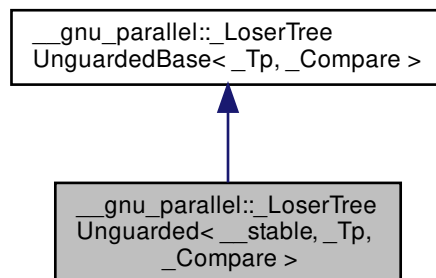 __gnu_parallel::_LoserTree
UnguardedBase< _Tp, _Compare >
__gnu_parallel::_LoserTree
Unguarded< __stable, _Tp,
_Compare >